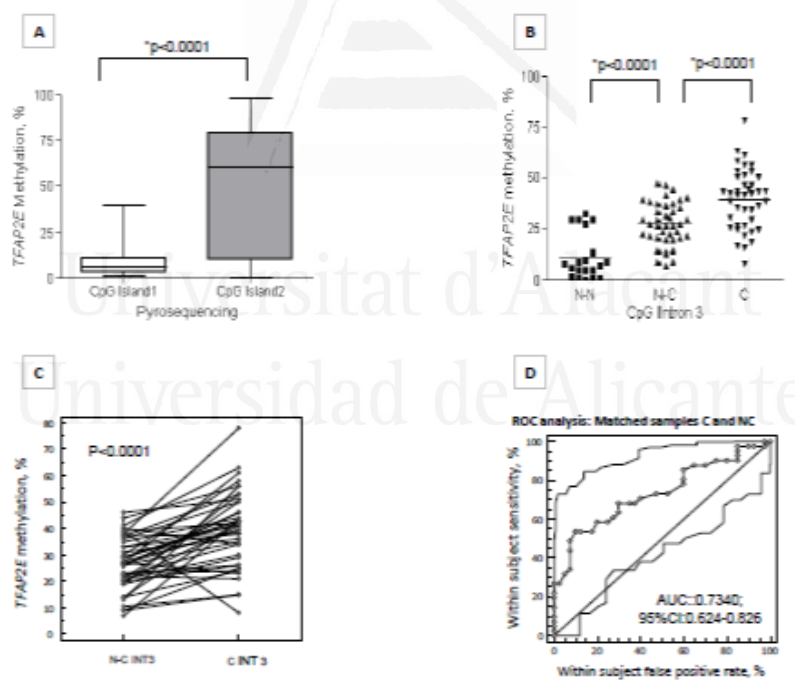 A
*p<0.0001
TFAP2E Methylation, %
100
75
50
25
0
CpG Island1
CpG Island2
Pyrosequencing
B
*p<0.0001
*p<0.0001
TFAP2E methylation, %
100
75
50
25
0
N-N
N-C
C
CpG Iintron 3
Universitat d'Alacant
Universidad de Alicante
C
P<0.0001
TFAP2E methylation, %
80
70
60
50
40
30
20
10
0
N-C INT3
C INT 3
D
ROC analysis: Matched samples C and NC
Within subject sensitivity, %
100
80
60
40
20
0
AUC::0.7340;
95%CI:0.624-0.826
0
20
40
60
80
100
Within subject false positive rate, %